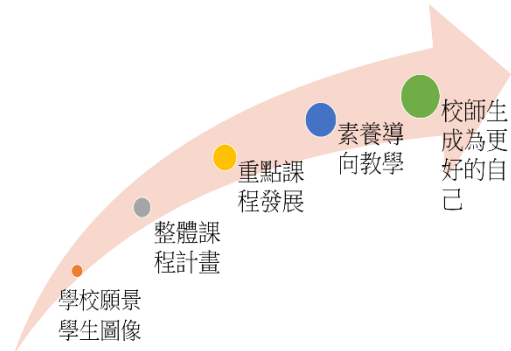 學校願景
學生圖像
整體課
程計畫
重點課
程發展
素養導
向教學
校師生
成為更
好的自
己